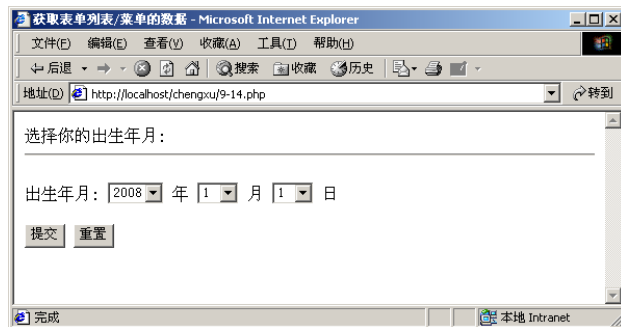 获取表单列表/菜单的数据 - Microsoft Internet Explorer
文件(F) 编辑(E) 查看(V) 收藏(A) 工具(T) 帮助(H)
后退 搜索 收藏 历史
地址(D) http://localhost/chengxu/9-14.php 转到
选择你的出生年月:
出生年月: 2008 年 1 月 1 日
提交 重置
完成 本地 Intranet